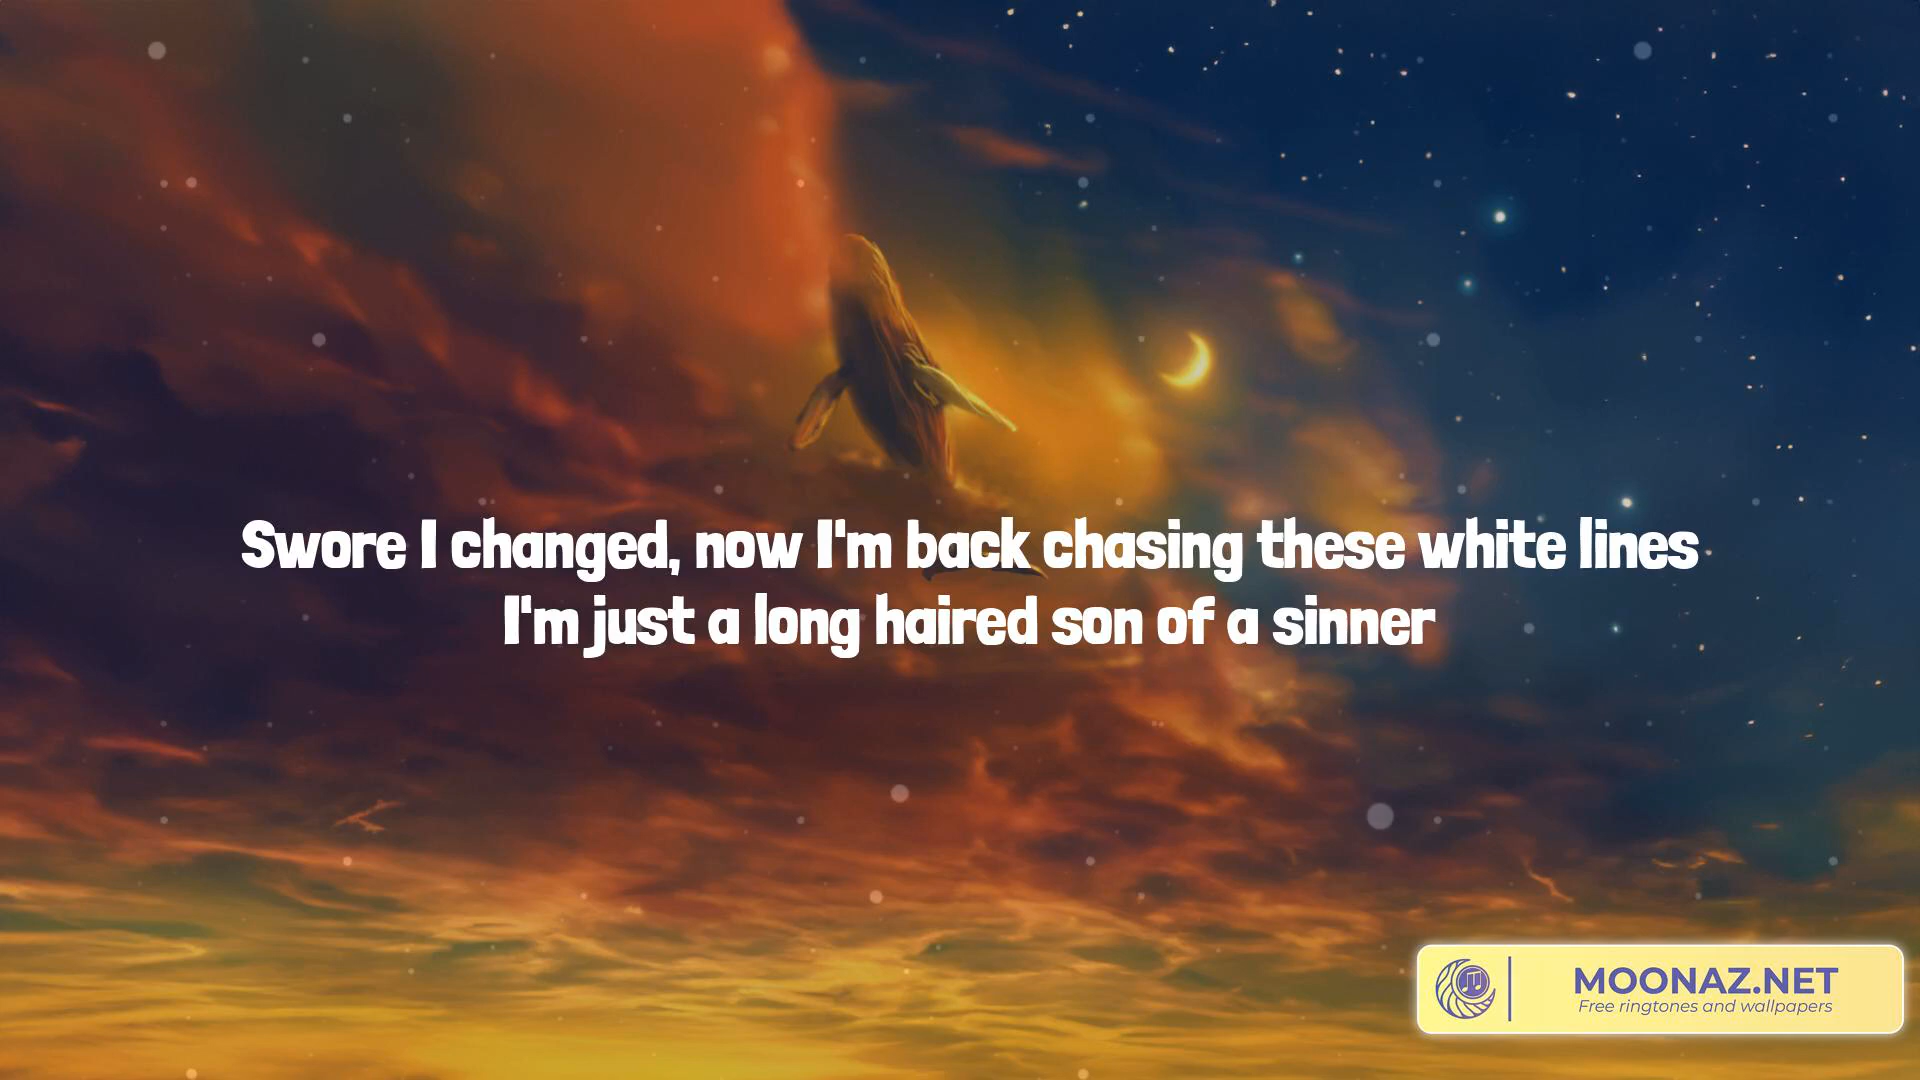 Swore I changed, now I'm back chasing these white lines
I'm just a long haired son of a sinner
MOONAZ.NET
Free ringtones and wallpapers